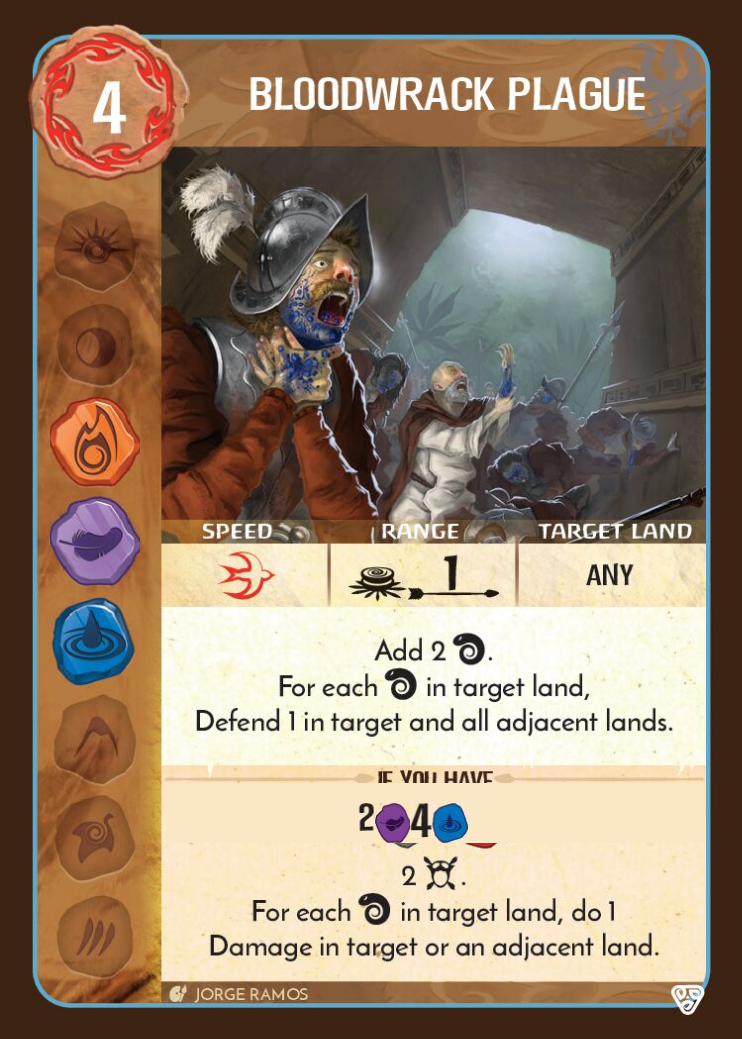 4
BLOODWRACK PLAGUE
SPEED RANGE TARGET LAND
1 ANY
Add 2 .
For each in target land,
Defend 1 in target and all adjacent lands.
IF YOU HAVE
2 4
2 .
For each in target land, do 1
Damage in target or an adjacent land.
JORGE RAMOS